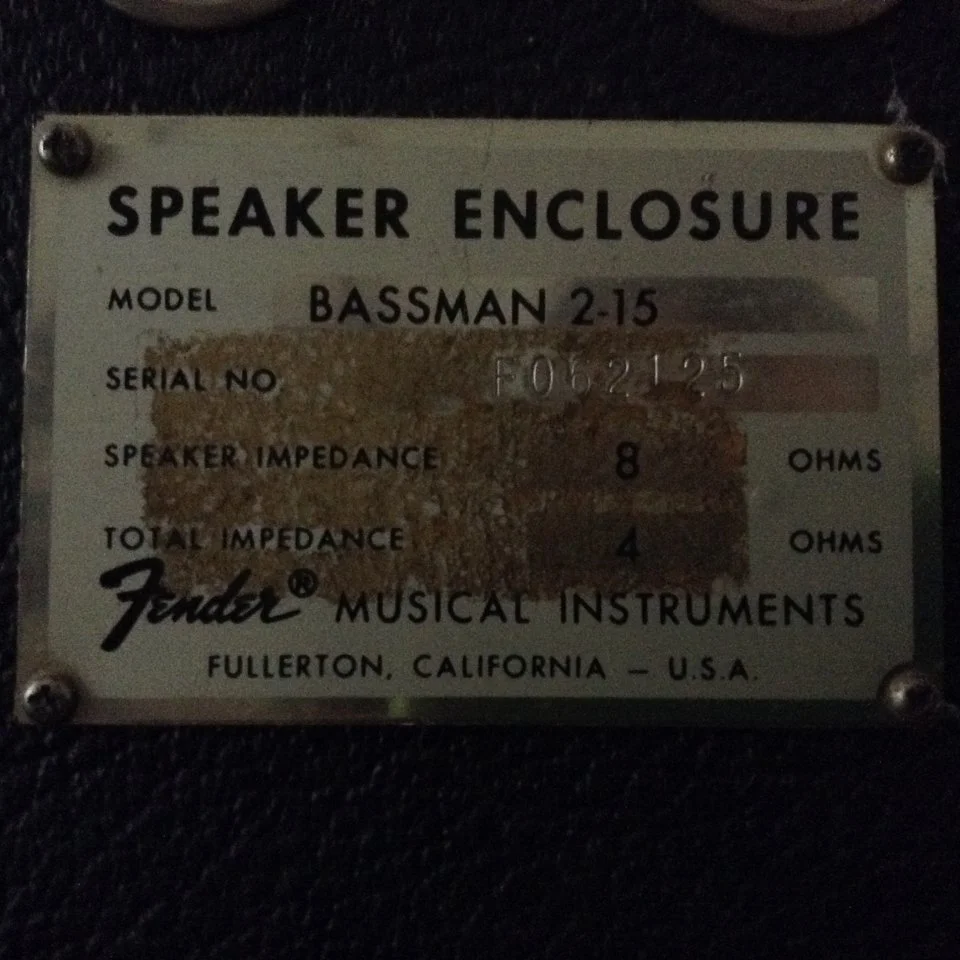 SPEAKER ENCLOSURE
MODEL BASSMAN 2-15
SERIAL NO F062125
SPEAKER IMPEDANCE 8 OHMS
TOTAL IMPEDANCE 4 OHMS
Fender® MUSICAL INSTRUMENTS
FULLERTON, CALIFORNIA – U.S.A.